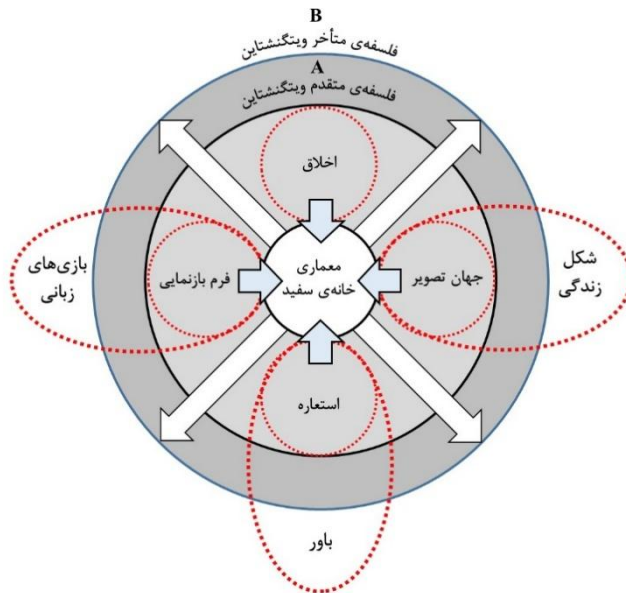 B
فلسفه‌ی متأخر ویتگنشتاین
A
فلسفه‌ی متقدم ویتگنشتاین
اخلاق
بازی‌های
زبانی
فرم بازنمایی
معماری
خانه‌ی سفید
جهان تصویر
شکل
زندگی
استعاره
باور